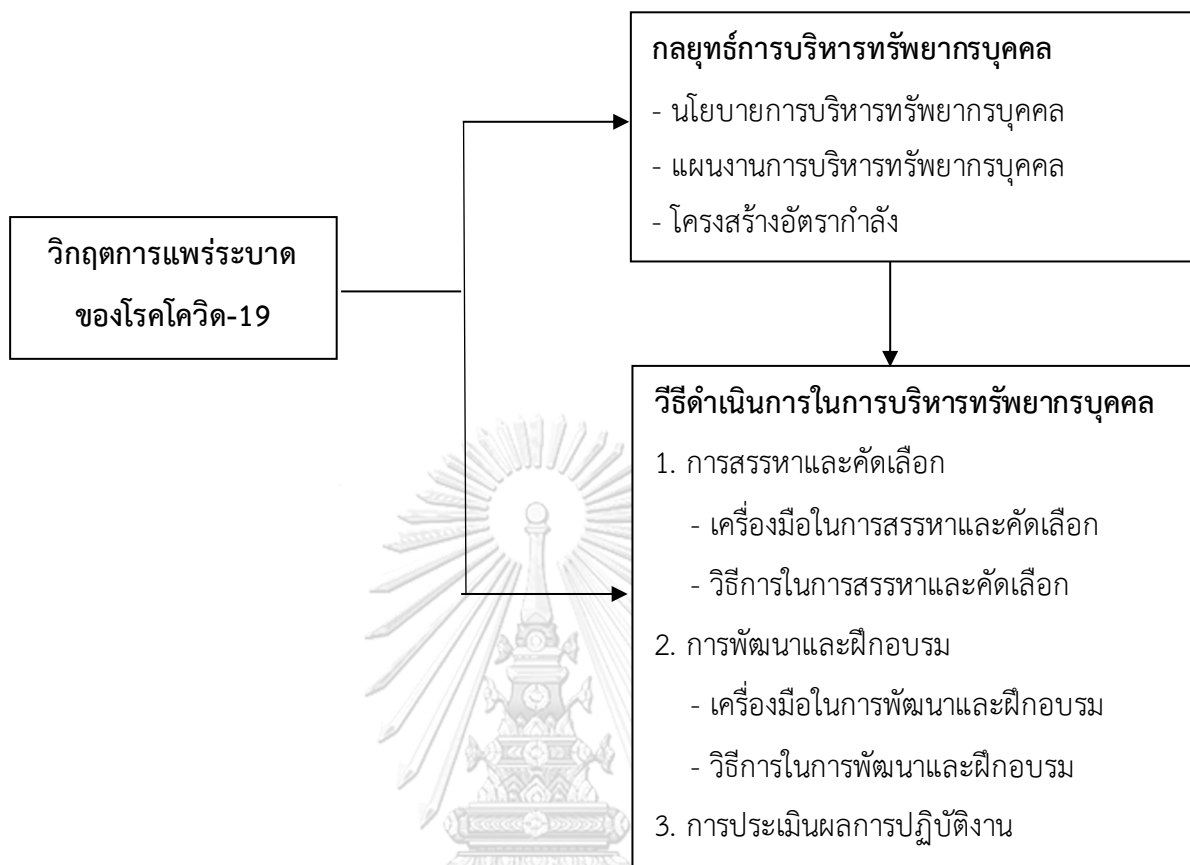 กลยุทธ์การบริหารทรัพยากรบุคคล
- นโยบายการบริหารทรัพยากรบุคคล
- แผนงานการบริหารทรัพยากรบุคคล
- โครงสร้างอัตรากำลัง
วิกฤตการแพร่ระบาด
ของโรคโควิด-19
วีธีดำเนินการในการบริหารทรัพยากรบุคคล
1. การสรรหาและคัดเลือก
- เครื่องมือในการสรรหาและคัดเลือก
- วิธีการในการสรรหาและคัดเลือก
2. การพัฒนาและฝึกอบรม
- เครื่องมือในการพัฒนาและฝึกอบรม
- วิธีการในการพัฒนาและฝึกอบรม
3. การประเมินผลการปฏิบัติงาน